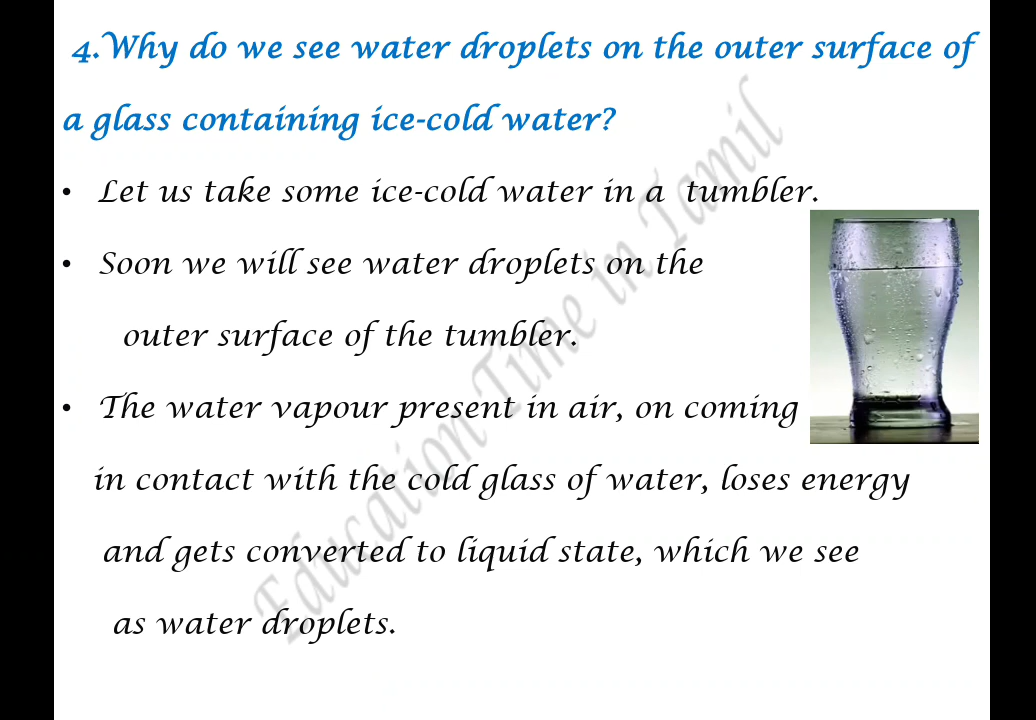 4.Why do we see water droplets on the outer surface of
a glass containing ice-cold water?
• Let us take some ice-cold water in a tumbler.
• Soon we will see water droplets on the
outer surface of the tumbler.
• The water vapour present in air, on coming
in contact with the cold glass of water, loses energy
and gets converted to liquid state, which we see
as water droplets.
Education Time in Tamil